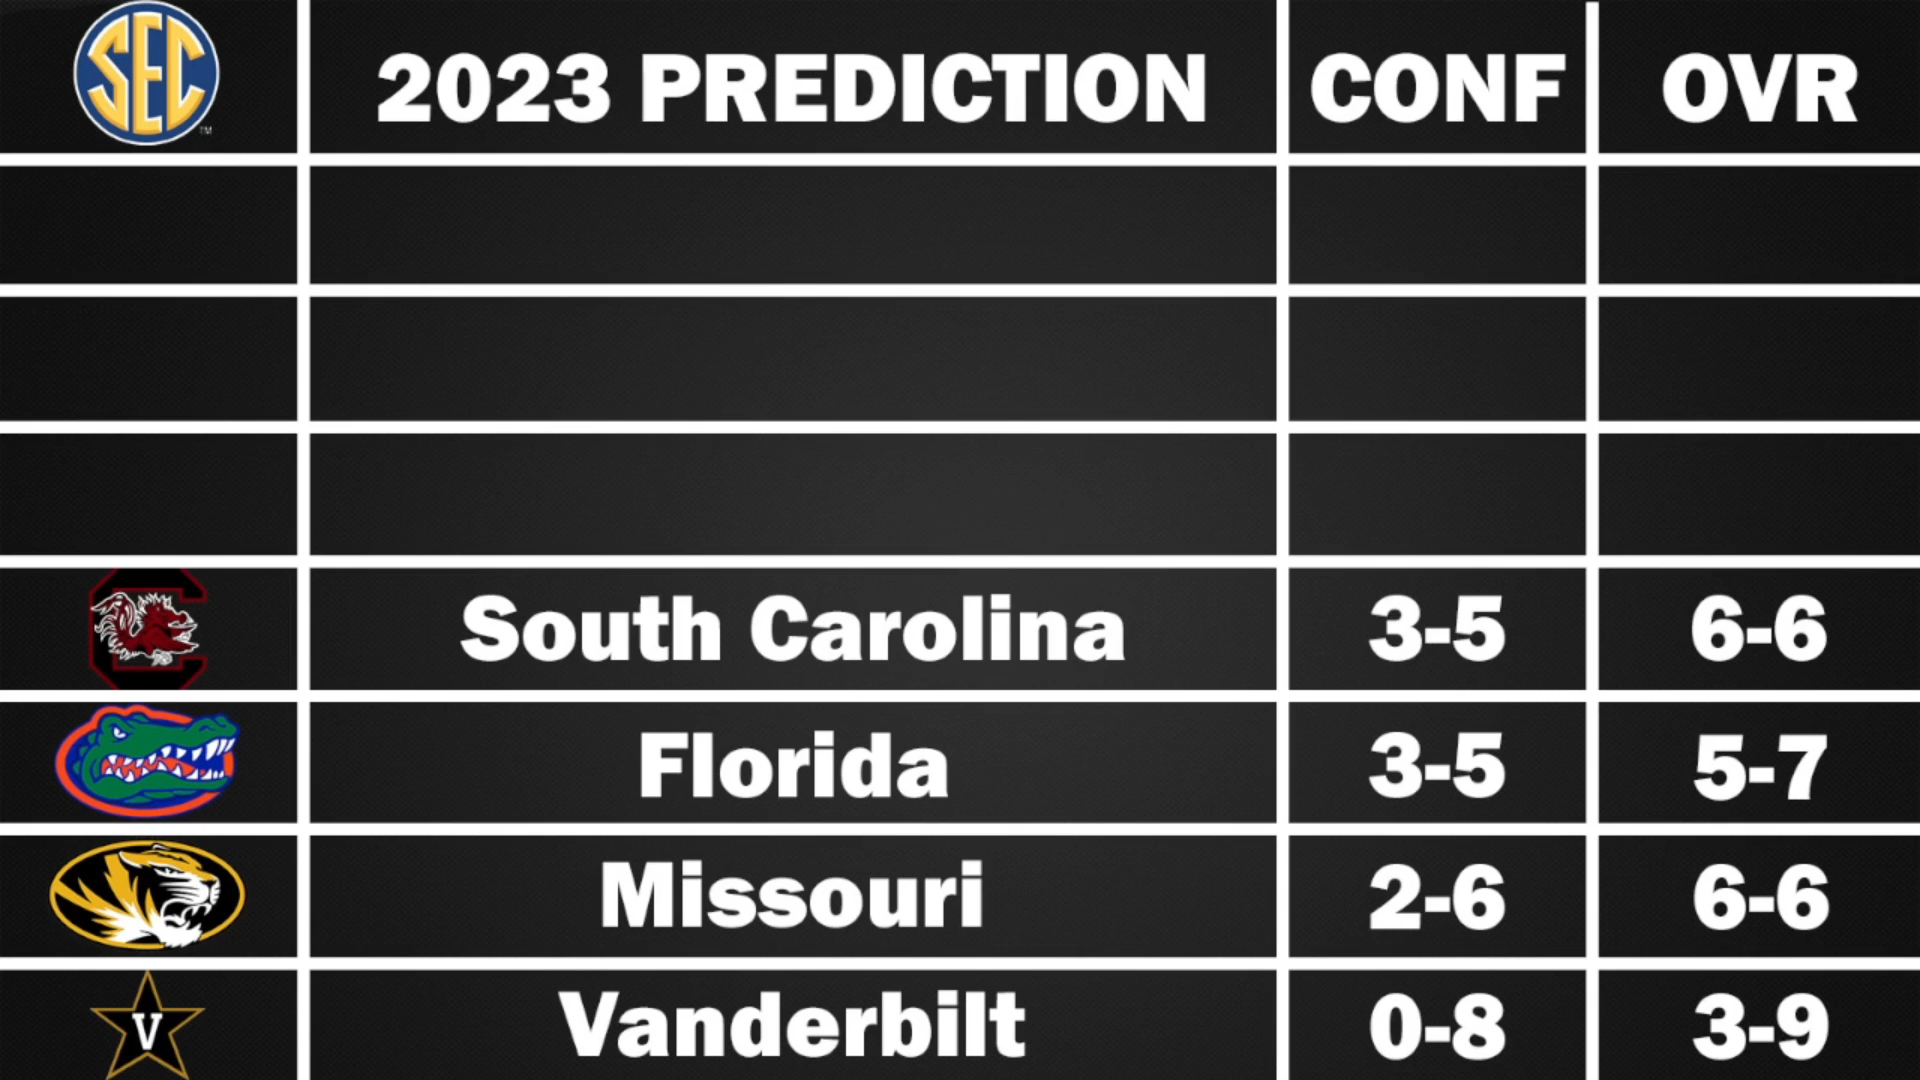 SEC 2023 PREDICTION CONF OVR
TM
South Carolina 3-5 6-6
Florida 3-5 5-7
Missouri 2-6 6-6
V Vanderbilt 0-8 3-9